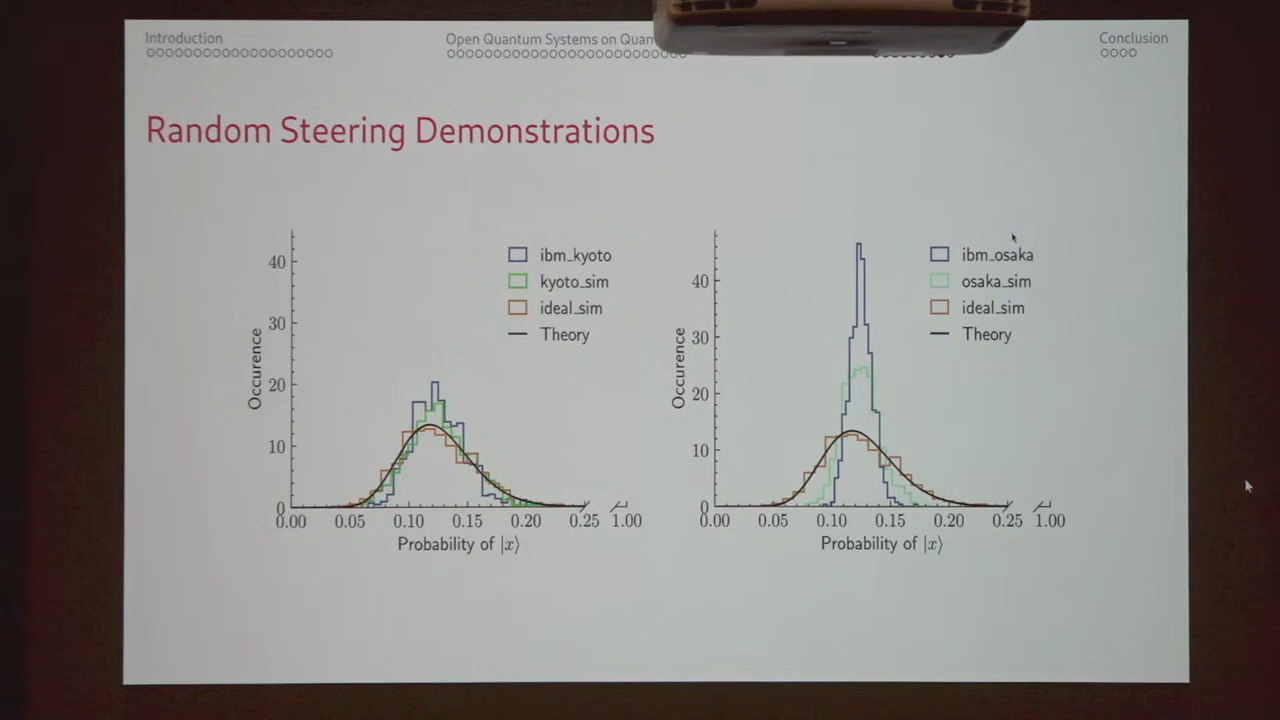 Introduction
Open Quantum Systems on Quan
Conclusion
Random Steering Demonstrations
40
30
20
10
0
Occurence
ibm_kyoto
kyoto_sim
ideal_sim
Theory
0.00 0.05 0.10 0.15 0.20 0.25 1.00
Probability of |x⟩
40
30
20
10
0
Occurence
ibm_osaka
osaka_sim
ideal_sim
Theory
0.00 0.05 0.10 0.15 0.20 0.25 1.00
Probability of |x⟩